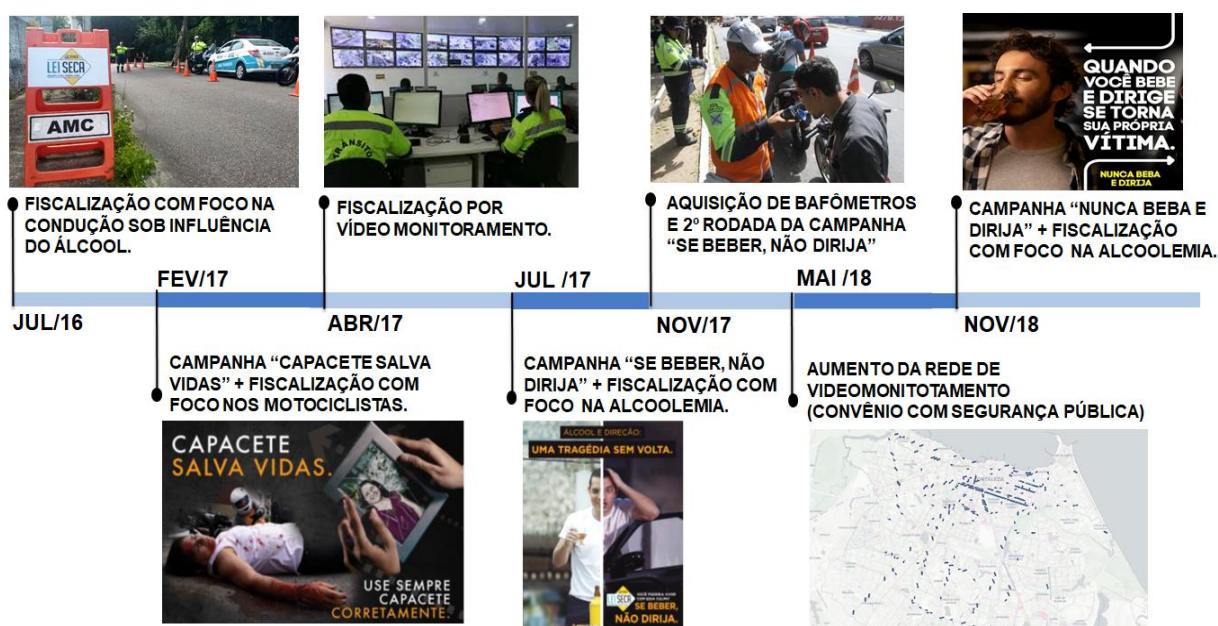 LEI SECA
AMC
TRÂNSITO
QUANDO
VOCÊ BEBE
E DIRIGE
SE TORNA
SUA PRÓPRIA
VÍTIMA.
NUNCA BEBA
E DIRIJA
FISCALIZAÇÃO COM FOCO NA
CONDUÇÃO SOB INFLUÊNCIA
DO ÁLCOOL.
FISCALIZAÇÃO POR
VÍDEO MONITORAMENTO.
AQUISIÇÃO DE BAFÔMETROS
E 2º RODADA DA CAMPANHA
“SE BEBER, NÃO DIRIJA”
CAMPANHA “NUNCA BEBA E
DIRIJA” + FISCALIZAÇÃO
COM FOCO NA ALCOOLEMIA.
FEV/17
JUL /17
MAI /18
JUL/16
ABR/17
NOV/17
NOV/18
CAMPANHA “CAPACETE SALVA
VIDAS” + FISCALIZAÇÃO COM
FOCO NOS MOTOCICLISTAS.
CAMPANHA “SE BEBER, NÃO
DIRIJA” + FISCALIZAÇÃO COM
FOCO NA ALCOOLEMIA.
AUMENTO DA REDE DE
VIDEOMONITOTAMENTO
(CONVÊNIO COM SEGURANÇA PÚBLICA)
CAPACETE
SALVA VIDAS.
USE SEMPRE
CAPACETE
CORRETAMENTE.
ÁLCOOL E DIREÇÃO:
UMA TRAGÉDIA SEM VOLTA.
LEI SECA
SE BEBER,
NÃO DIRIJA.
FORTALEZA